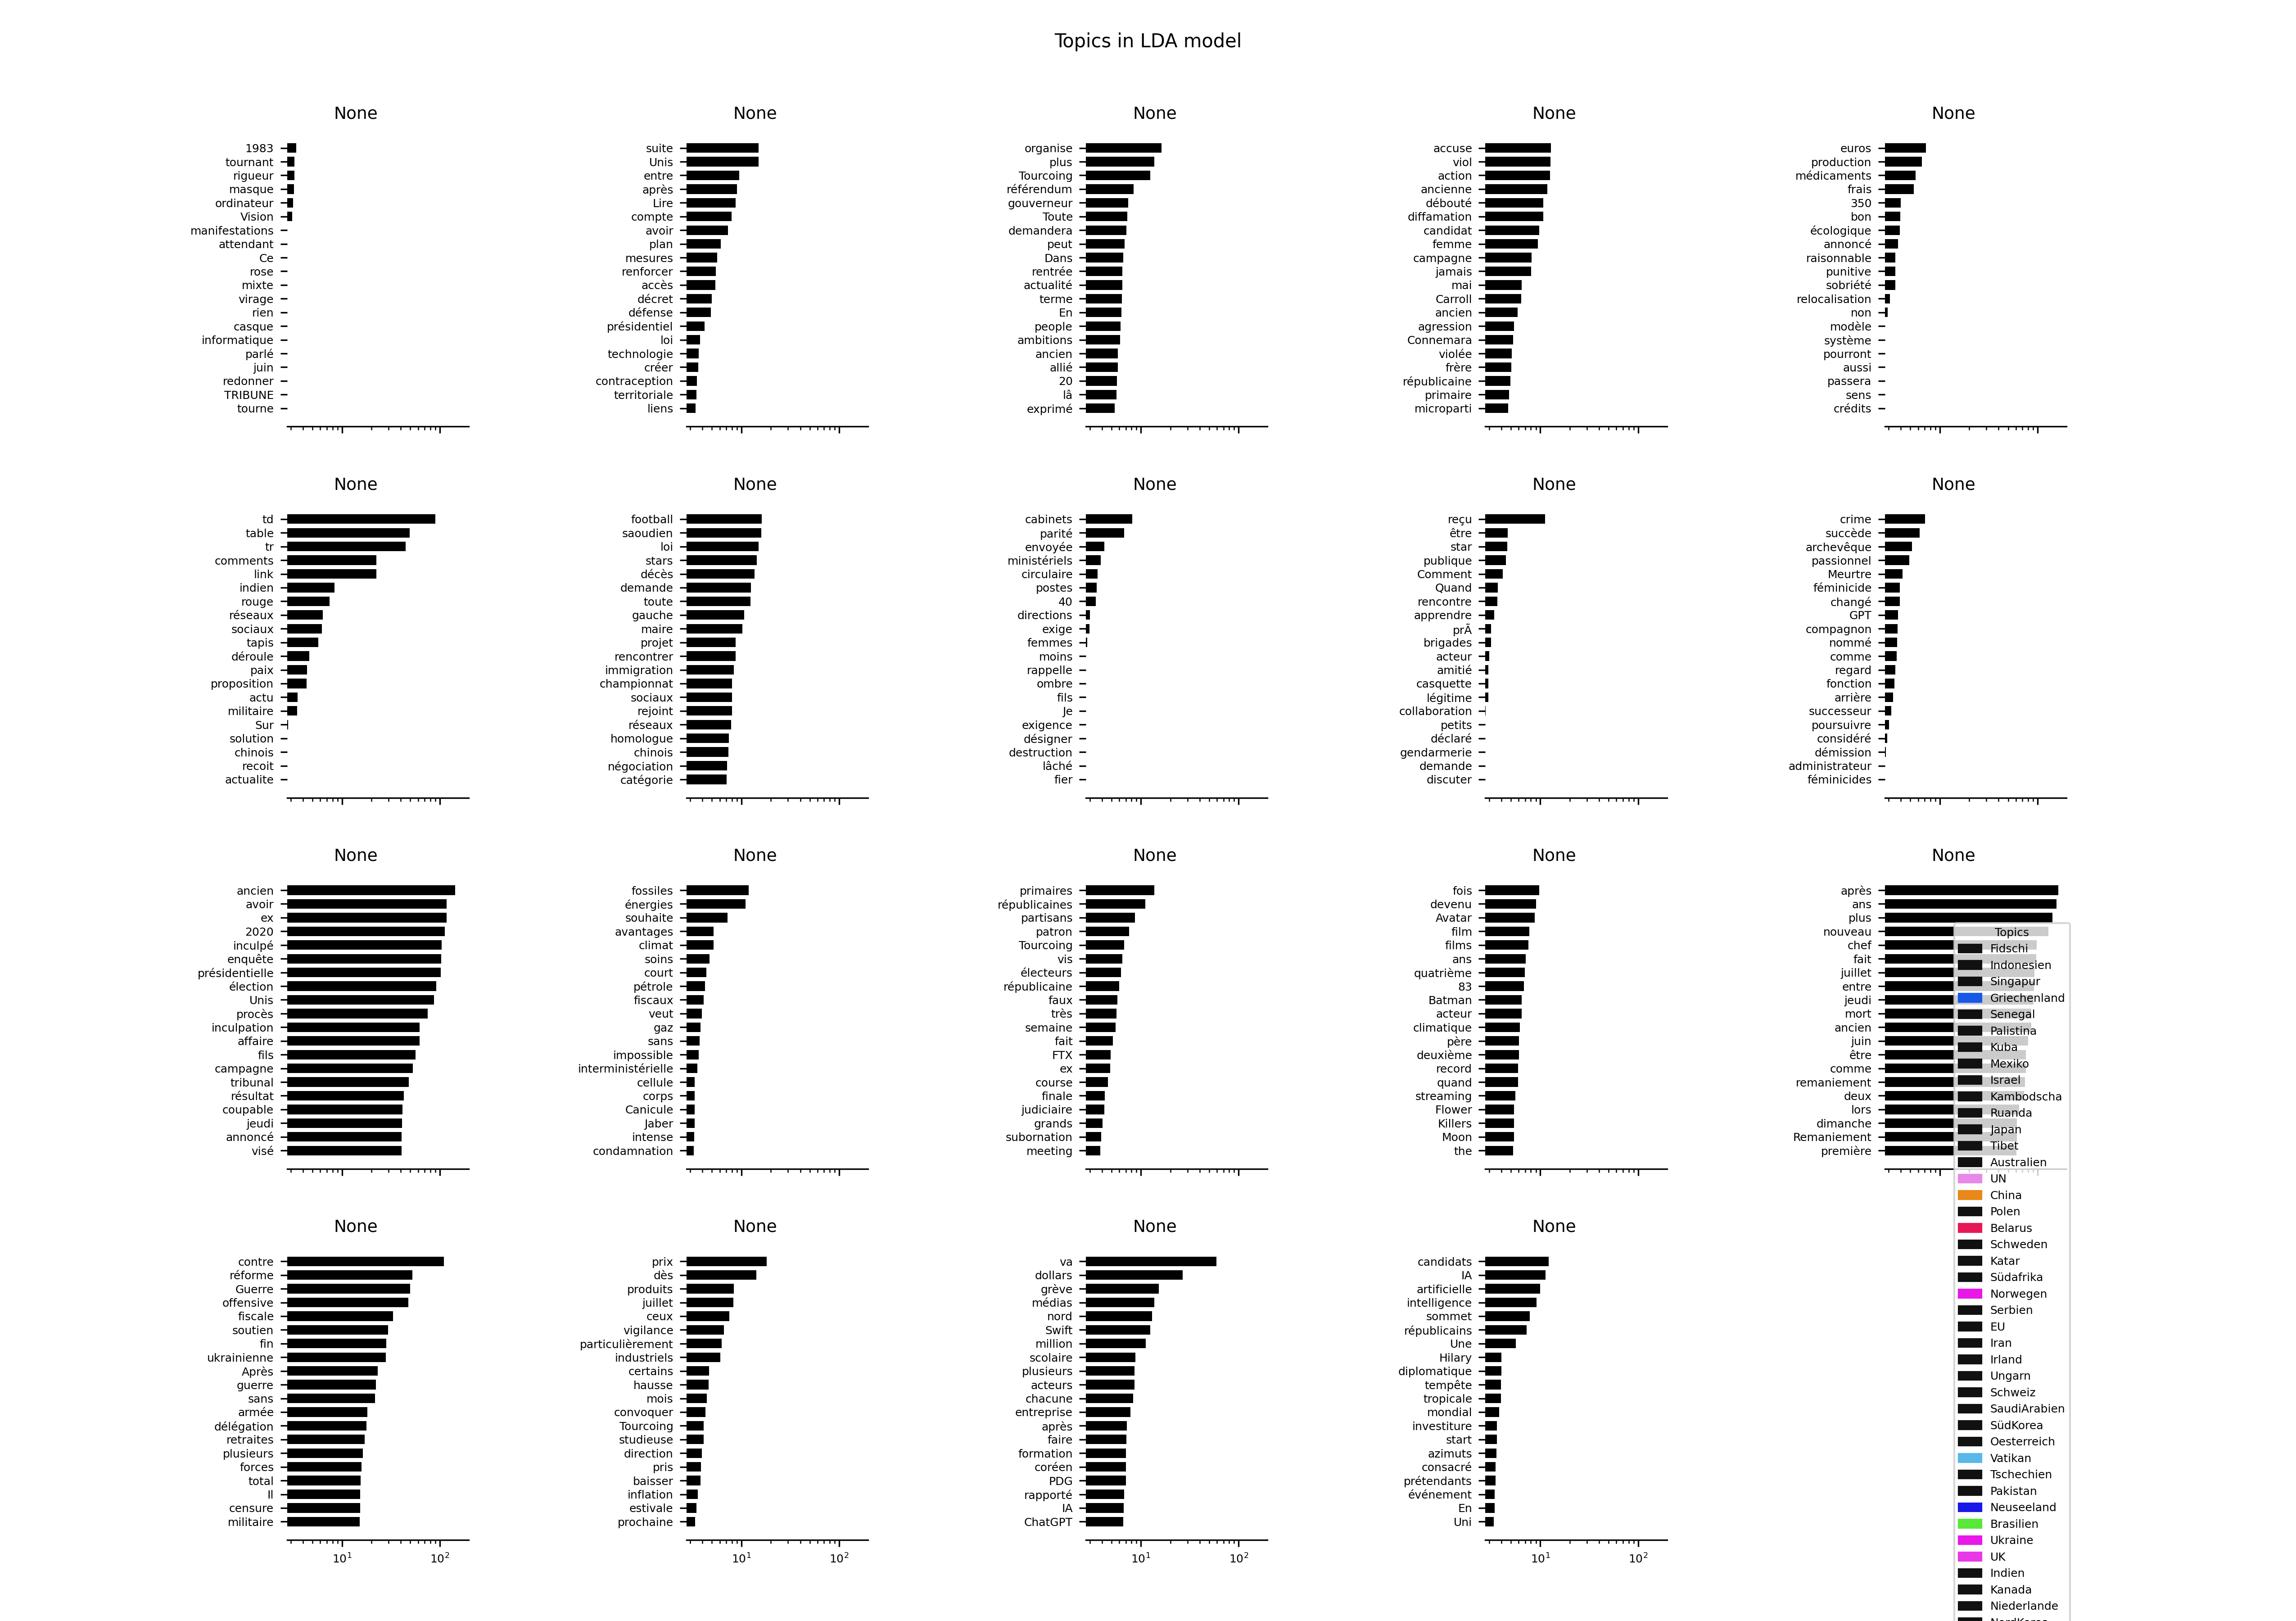 Topics in LDA model
None
1983
tournant
rigueur
masque
ordinateur
Vision
manifestations
attendant
Ce
rose
mixte
virage
rien
casque
informatique
parlé
juin
redonner
TRIBUNE
tourne
None
suite
Unis
entre
après
Lire
compte
avoir
plan
mesures
renforcer
accès
décret
défense
présidentiel
loi
technologie
créer
contraception
territoriale
liens
None
organise
plus
Tourcoing
référendum
gouverneur
Toute
demandera
peut
Dans
rentrée
actualité
terme
En
people
ambitions
ancien
allié
20
lâ
exprimé
None
accuse
viol
action
ancienne
débouté
diffamation
candidat
femme
campagne
jamais
mai
Carroll
ancien
agression
Connemara
violée
frère
républicaine
primaire
microparti
None
euros
production
médicaments
frais
350
bon
écologique
annoncé
raisonnable
punitive
sobriété
relocalisation
non
modèle
système
pourront
aussi
passera
sens
crédits
None
td
table
tr
comments
link
indien
rouge
réseaux
sociaux
tapis
déroule
paix
proposition
actu
militaire
Sur
solution
chinois
recoit
actualite
None
football
saoudien
loi
stars
décès
demande
toute
gauche
maire
projet
rencontrer
immigration
championnat
sociaux
rejoint
réseaux
homologue
chinois
négociation
catégorie
None
cabinets
parité
envoyée
ministériels
circulaire
postes
40
directions
exige
femmes
moins
rappelle
ombre
fils
Je
exigence
désigner
destruction
lâché
fier
None
reçu
être
star
publique
Comment
Quand
rencontre
apprendre
prÃ
brigades
acteur
amitié
casquette
légitime
collaboration
petits
déclaré
gendarmerie
demande
discuter
None
crime
succède
archevêque
passionnel
Meurtre
féminicide
changé
GPT
compagnon
nommé
comme
regard
fonction
arrière
successeur
poursuivre
considéré
démission
administrateur
féminicides
None
ancien
avoir
ex
2020
inculpé
enquête
présidentielle
élection
Unis
procès
inculpation
affaire
fils
campagne
tribunal
résultat
coupable
jeudi
annoncé
visé
None
fossiles
énergies
souhaite
avantages
climat
soins
court
pétrole
fiscaux
veut
gaz
sans
impossible
interministérielle
cellule
corps
Canicule
Jaber
intense
condamnation
None
primaires
républicaines
partisans
patron
Tourcoing
vis
électeurs
républicaine
faux
très
semaine
fait
FTX
ex
course
finale
judiciaire
grands
subornation
meeting
None
fois
devenu
Avatar
film
films
ans
quatrième
83
Batman
acteur
climatique
père
deuxième
record
quand
streaming
Flower
Killers
Moon
the
None
après
ans
plus
nouveau
chef
fait
juillet
entre
jeudi
mort
ancien
juin
être
comme
remaniement
deux
lors
dimanche
Remaniement
première
None
contre
réforme
Guerre
offensive
fiscale
soutien
fin
ukrainienne
Après
guerre
sans
armée
délégation
retraites
plusieurs
forces
total
Il
censure
militaire
10¹ 10²
None
prix
dès
produits
juillet
ceux
vigilance
particulièrement
industriels
certains
hausse
mois
convoquer
Tourcoing
studieuse
direction
pris
baisser
inflation
estivale
prochaine
10¹ 10²
None
va
dollars
grève
médias
nord
Swift
million
scolaire
plusieurs
acteurs
chacune
entreprise
après
faire
formation
coréen
PDG
rapporté
IA
ChatGPT
10¹ 10²
None
candidats
IA
artificielle
intelligence
sommet
républicains
Une
Hilary
diplomatique
tempête
tropicale
mondial
investiture
start
azimuts
consacré
prétendants
événement
En
Uni
10¹ 10²
Topics
Fidschi
Indonesien
Singapur
Griechenland
Senegal
Palistina
Kuba
Mexiko
Israel
Kambodscha
Ruanda
Japan
Tibet
Australien
UN
China
Polen
Belarus
Schweden
Katar
Südafrika
Norwegen
Serbien
EU
Iran
Irland
Ungarn
Schweiz
SaudiArabien
SüdKorea
Oesterreich
Vatikan
Tschechien
Pakistan
Neuseeland
Brasilien
Ukraine
UK
Indien
Kanada
Niederlande